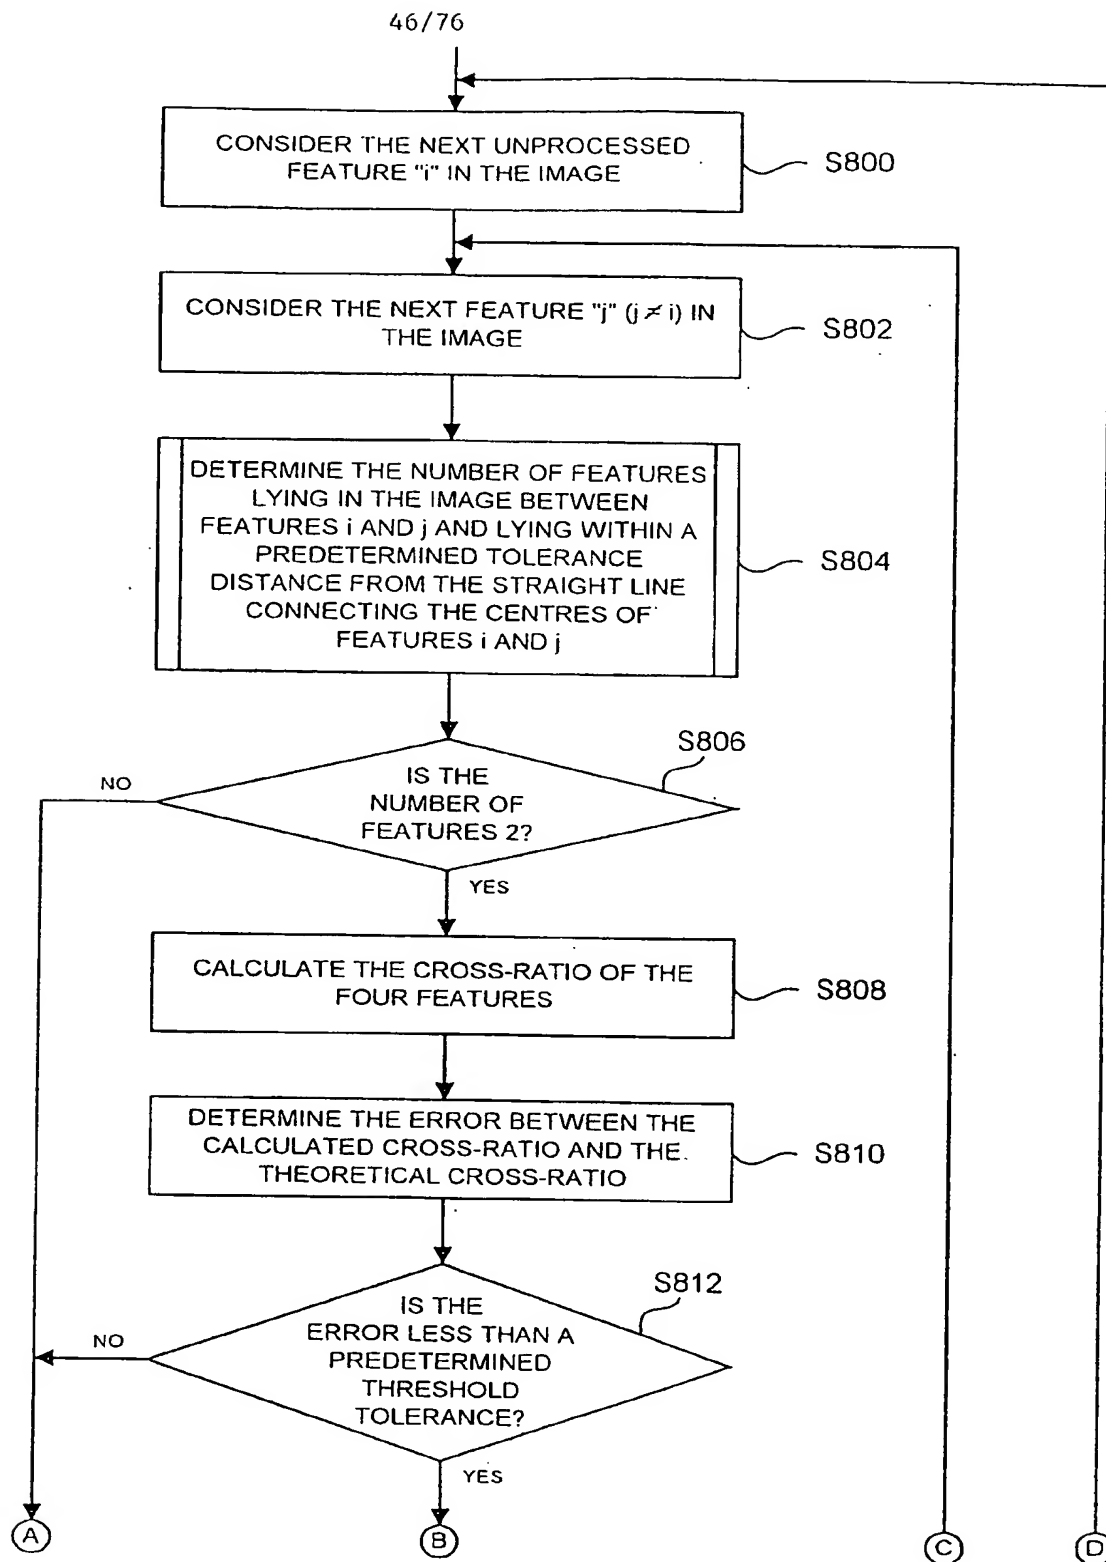 46/76
CONSIDER THE NEXT UNPROCESSED
FEATURE "i" IN THE IMAGE
S800
CONSIDER THE NEXT FEATURE "j" (j ≠ i) IN
THE IMAGE
S802
DETERMINE THE NUMBER OF FEATURES
LYING IN THE IMAGE BETWEEN
FEATURES i AND j AND LYING WITHIN A
PREDETERMINED TOLERANCE
DISTANCE FROM THE STRAIGHT LINE
CONNECTING THE CENTRES OF
FEATURES i AND j
S804
S806
NO
IS THE
NUMBER OF
FEATURES 2?
YES
CALCULATE THE CROSS-RATIO OF THE
FOUR FEATURES
S808
DETERMINE THE ERROR BETWEEN THE
CALCULATED CROSS-RATIO AND THE
THEORETICAL CROSS-RATIO
S810
S812
NO
IS THE
ERROR LESS THAN A
PREDETERMINED
THRESHOLD
TOLERANCE?
YES
A
B
C
D